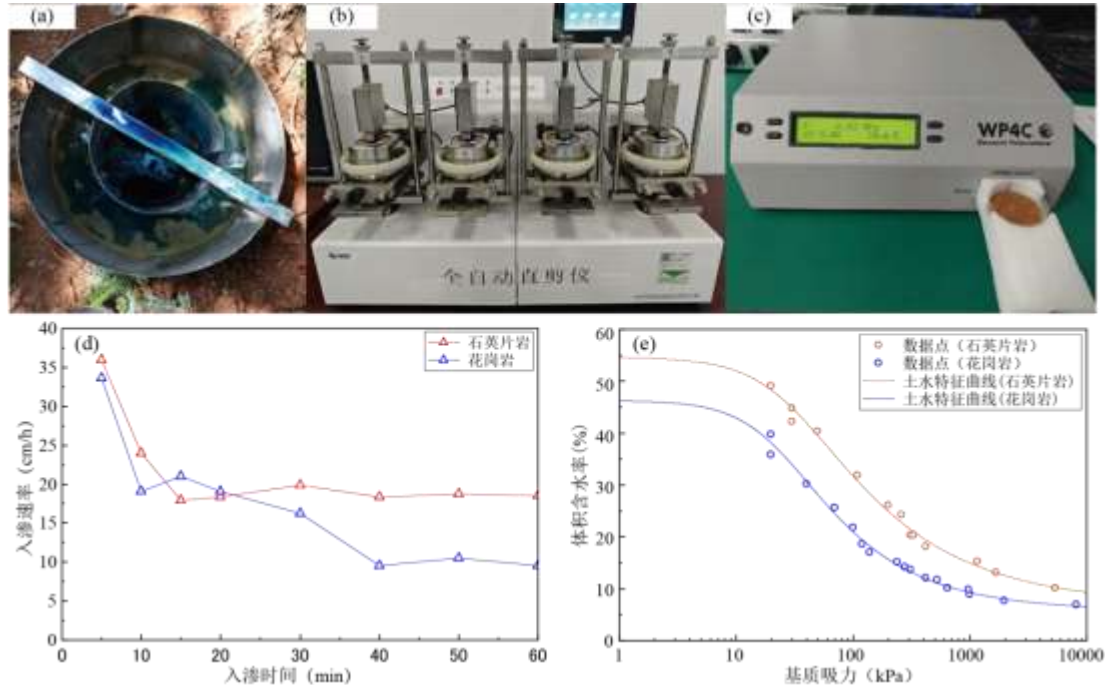 (a)
(b)
(c)
全自动直剪仪
WP4C
(d)
石英片岩
花岗岩
40
35
30
25
20
15
10
5
0
入渗速率 (cm/h)
0 10 20 30 40 50 60
入渗时间 (min)
(e)
数据点（石英片岩）
数据点（花岗岩）
土水特征曲线(石英片岩)
土水特征曲线(花岗岩)
60
50
40
30
20
10
0
体积含水率(%)
1 10 100 1000 10000
基质吸力（kPa）